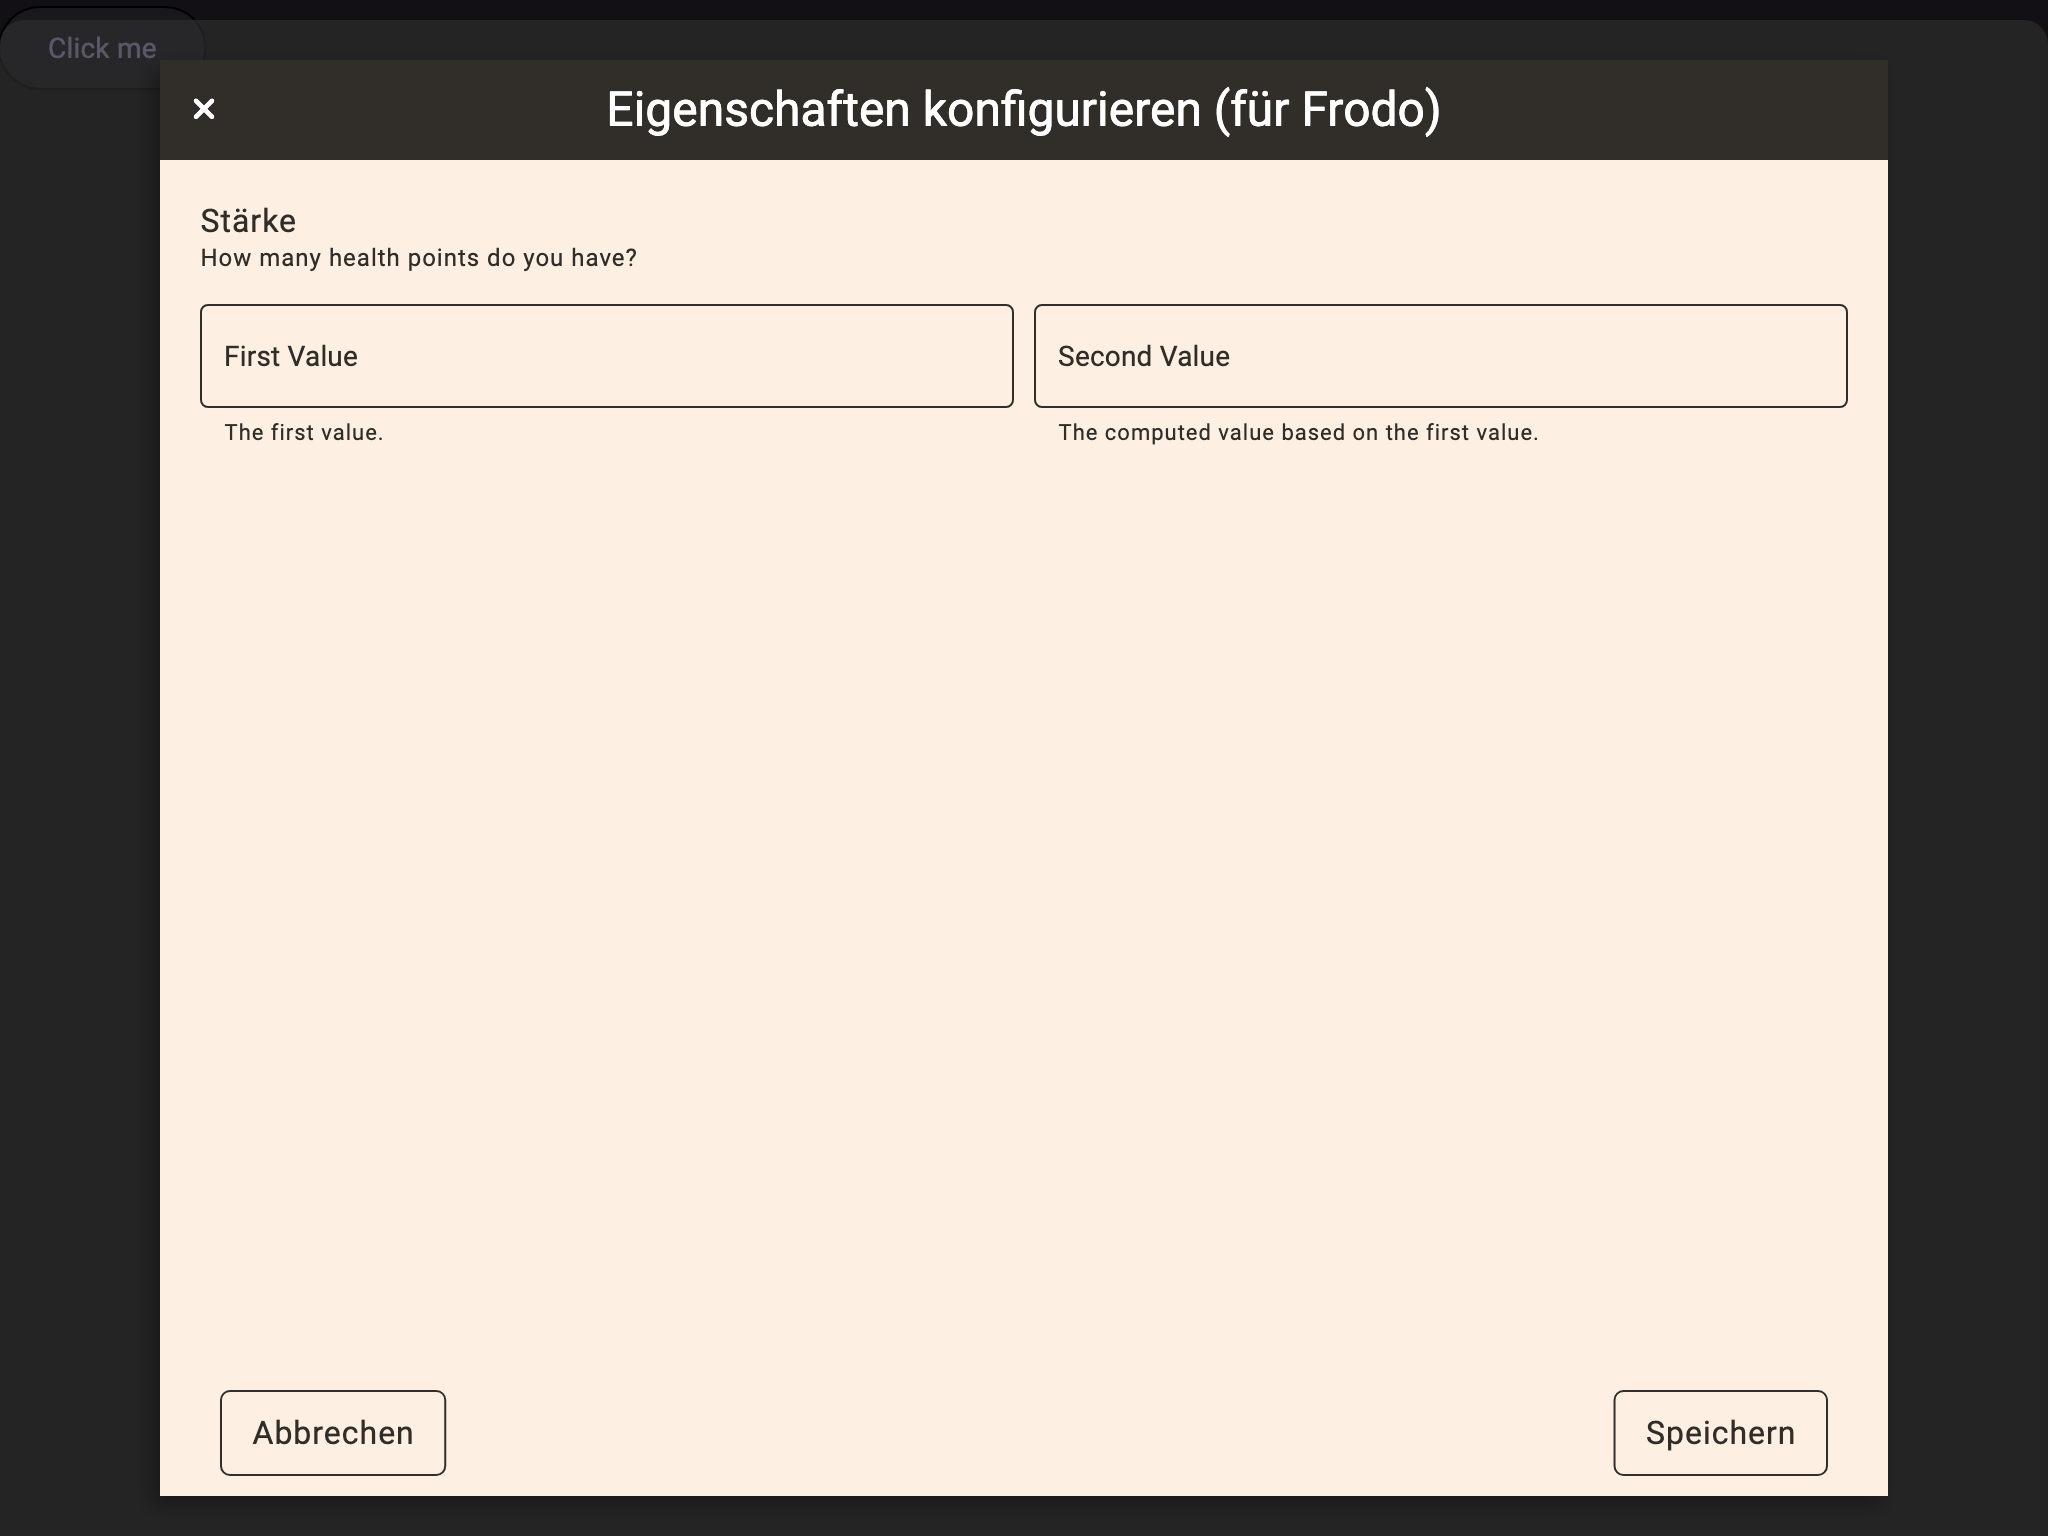 Click me
Eigenschaften konfigurieren (für Frodo)
Stärke
How many health points do you have?
First Value
Second Value
The first value.
The computed value based on the first value.
Abbrechen
Speichern